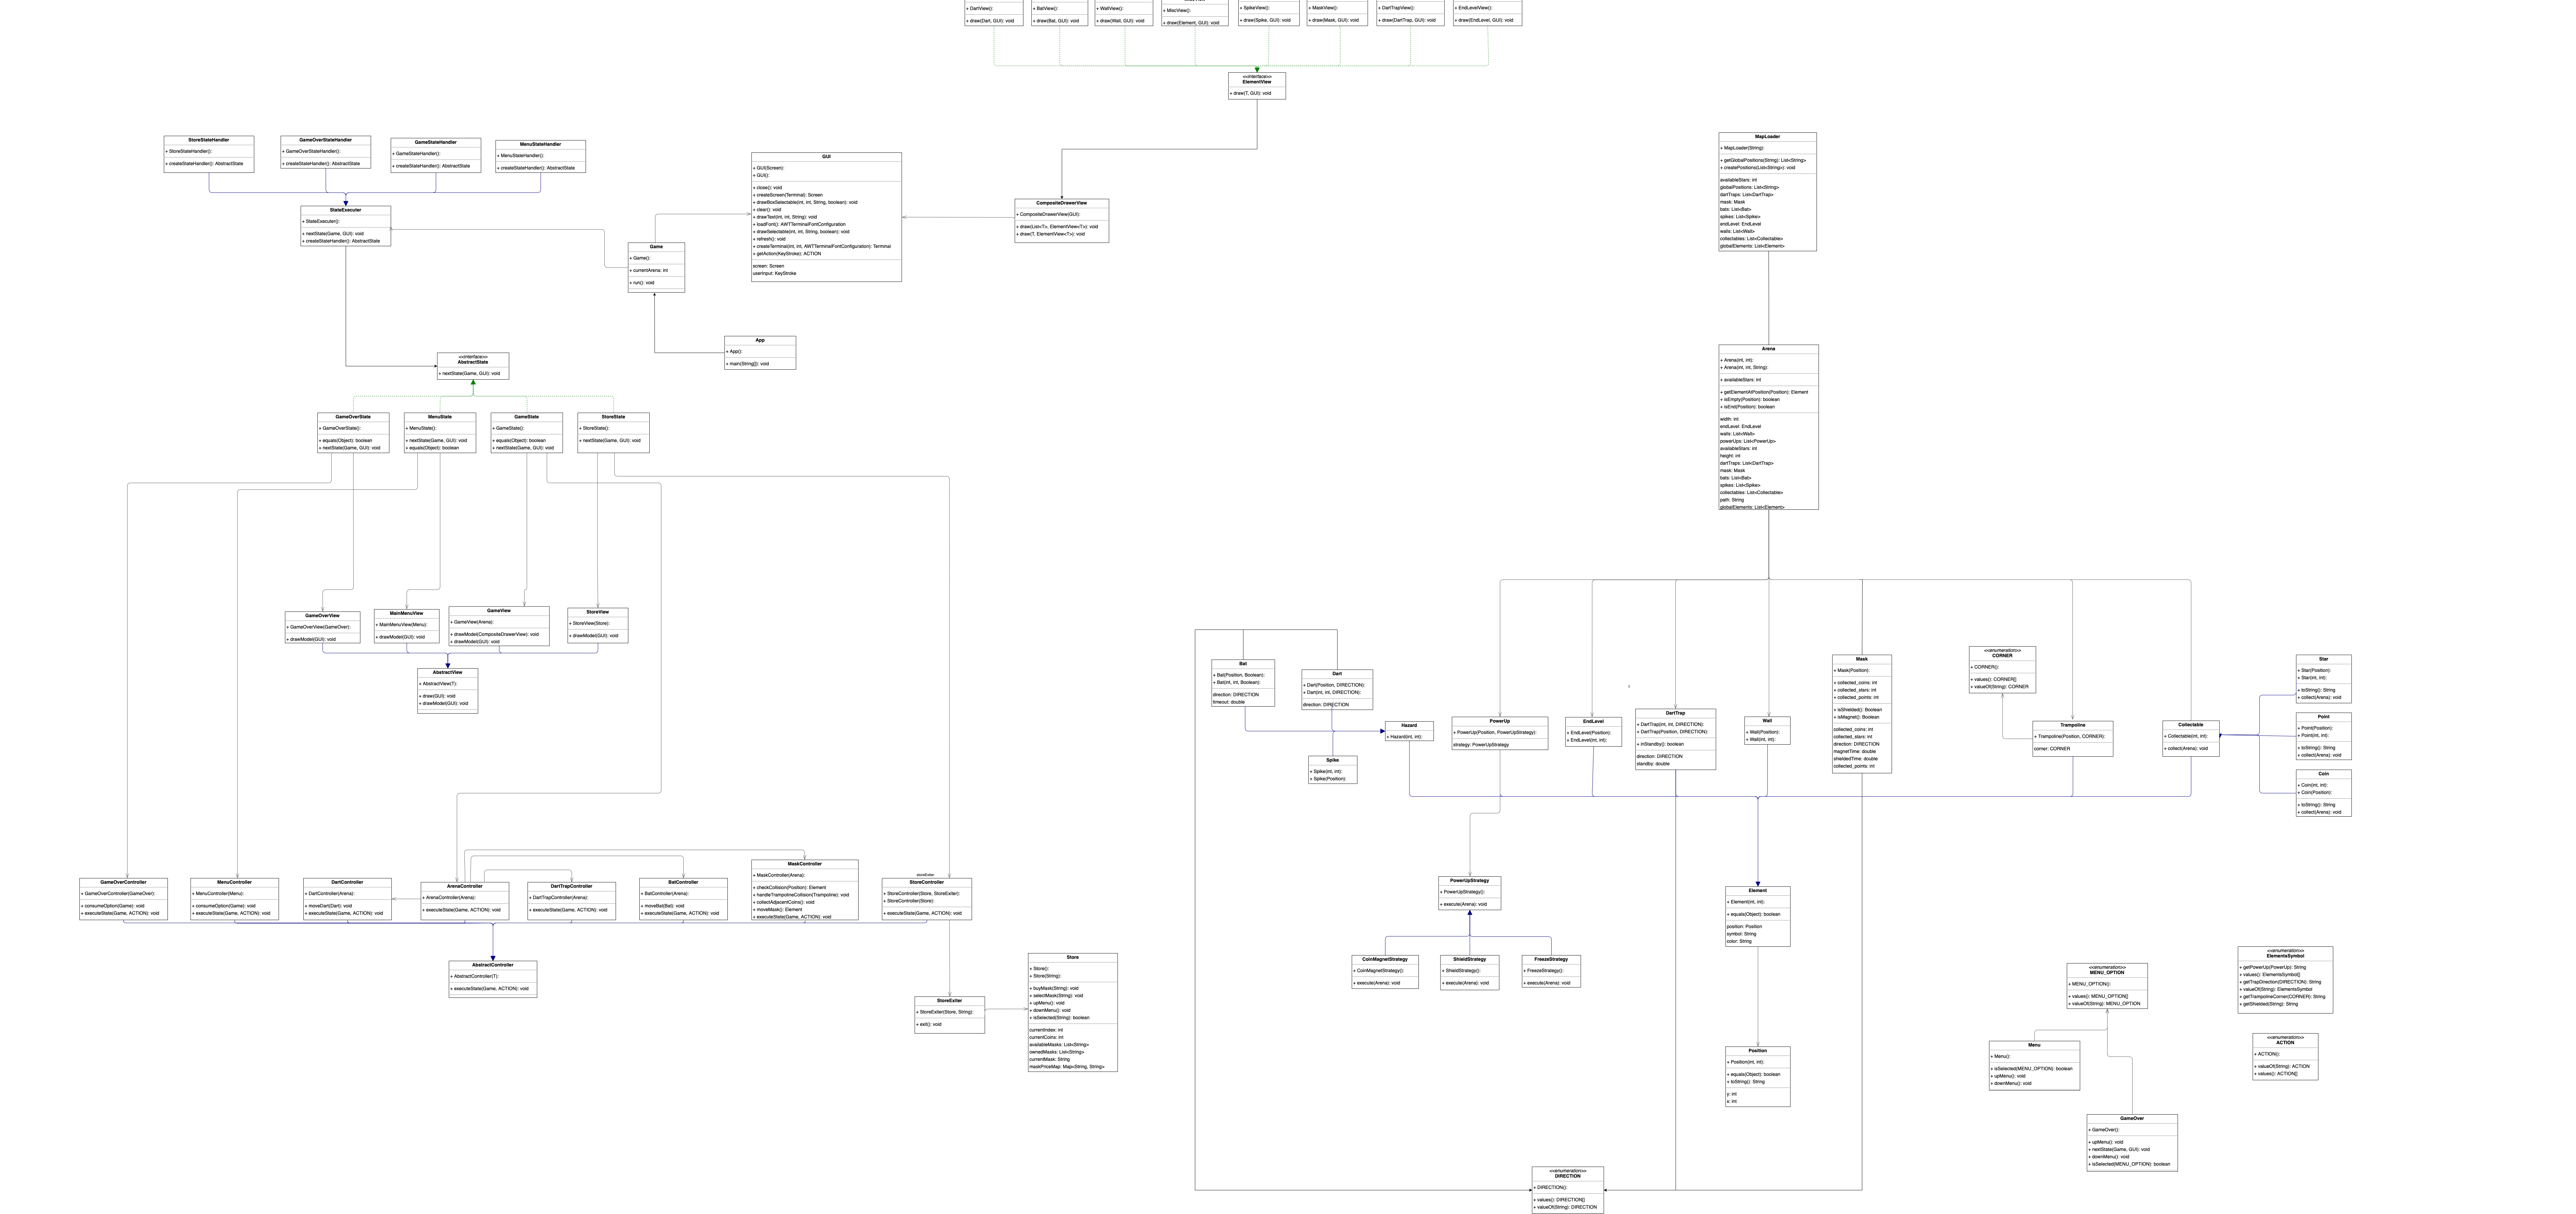 + DartView():
+ draw(Dart, GUI): void
+ BatView():
+ draw(Bat, GUI): void
+ WallView():
+ draw(Wall, GUI): void
+ MiscView():
+ draw(Element, GUI): void
+ SpikeView():
+ draw(Spike, GUI): void
+ MaskView():
+ draw(Mask, GUI): void
+ DartTrapView():
+ draw(DartTrap, GUI): void
+ EndLevelView():
+ draw(EndLevel, GUI): void
<<interface>>
ElementView
+ draw(T, GUI): void
StoreStateHandler
+ StoreStateHandler():
+ createStateHandler(): AbstractState
GameOverStateHandler
+ GameOverStateHandler():
+ createStateHandler(): AbstractState
GameStateHandler
+ GameStateHandler():
+ createStateHandler(): AbstractState
MenuStateHandler
+ MenuStateHandler():
+ createStateHandler(): AbstractState
StateExecuter
+ StateExecuter():
+ nextState(Game, GUI): void
+ createStateHandler(): AbstractState
GUI
+ GUI(Screen):
+ GUI():
+ close(): void
+ createScreen(Terminal): Screen
+ drawBoxSelectable(int, int, String, boolean): void
+ clear(): void
+ drawText(int, int, String): void
+ loadFont(): AWTTerminalFontConfiguration
+ drawSelectable(int, int, String, boolean): void
+ refresh(): void
+ createTerminal(int, int, AWTTerminalFontConfiguration): Terminal
+ getAction(KeyStroke): ACTION
screen: Screen
userInput: KeyStroke
CompositeDrawerView
+ CompositeDrawerView(GUI):
+ draw(List<T>, ElementView<T>): void
+ draw(T, ElementView<T>): void
Game
+ Game():
+ currentArena: int
+ run(): void
App
+ App():
+ main(String[]): void
MapLoader
+ MapLoader(String):
+ getGlobalPositions(String): List<String>
+ createPositions(List<String>): void
availableStars: int
globalPositions: List<String>
dartTraps: List<DartTrap>
mask: Mask
bats: List<Bat>
spikes: List<Spike>
endLevel: EndLevel
walls: List<Wall>
collectables: List<Collectable>
globalElements: List<Element>
<<interface>>
AbstractState
+ nextState(Game, GUI): void
GameOverState
+ GameOverState():
+ equals(Object): boolean
+ nextState(Game, GUI): void
MenuState
+ MenuState():
+ nextState(Game, GUI): void
+ equals(Object): boolean
GameState
+ GameState():
+ equals(Object): boolean
+ nextState(Game, GUI): void
StoreState
+ StoreState():
+ nextState(Game, GUI): void
Arena
+ Arena(int, int):
+ Arena(int, int, String):
+ availableStars: int
+ getElementAtPosition(Position): Element
+ isEmpty(Position): boolean
+ isEnd(Position): boolean
width: int
endLevel: EndLevel
walls: List<Wall>
powerUps: List<PowerUp>
availableStars: int
height: int
dartTraps: List<DartTrap>
mask: Mask
bats: List<Bat>
spikes: List<Spike>
collectables: List<Collectable>
path: String
globalElements: List<Element>
GameOverView
+ GameOverView(GameOver):
+ drawModel(GUI): void
MainMenuView
+ MainMenuView(Menu):
+ drawModel(GUI): void
GameView
+ GameView(Arena):
+ drawModel(CompositeDrawerView): void
+ drawModel(GUI): void
StoreView
+ StoreView(Store):
+ drawModel(GUI): void
AbstractView
+ AbstractView(T):
+ draw(GUI): void
+ drawModel(GUI): void
Bat
+ Bat(Position, Boolean):
+ Bat(int, int, Boolean):
direction: DIRECTION
timeout: double
Dart
+ Dart(Position, DIRECTION):
+ Dart(int, int, DIRECTION):
direction: DIRECTION
Hazard
+ Hazard(int, int):
Spike
+ Spike(int, int):
+ Spike(Position):
PowerUp
+ PowerUp(Position, PowerUpStrategy):
strategy: PowerUpStrategy
EndLevel
+ EndLevel(Position):
+ EndLevel(int, int):
DartTrap
+ DartTrap(int, int, DIRECTION):
+ DartTrap(Position, DIRECTION):
+ inStandby(): boolean
direction: DIRECTION
standby: double
Wall
+ Wall(Position):
+ Wall(int, int):
Mask
+ Mask(Position):
+ collected_coins: int
+ collected_stars: int
+ collected_points: int
+ isShielded(): Boolean
+ isMagnet(): Boolean
collected_coins: int
collected_stars: int
direction: DIRECTION
magnetTime: double
shieldedTime: double
collected_points: int
<<enumeration>>
CORNER
+ CORNER():
+ values(): CORNER[]
+ valueOf(String): CORNER
Trampoline
+ Trampoline(Position, CORNER):
corner: CORNER
Collectable
+ Collectable(int, int):
+ collect(Arena): void
Star
+ Star(Position):
+ Star(int, int):
+ toString(): String
+ collect(Arena): void
Point
+ Point(Position):
+ Point(int, int):
+ toString(): String
+ collect(Arena): void
Coin
+ Coin(int, int):
+ Coin(Position):
+ toString(): String
+ collect(Arena): void
GameOverController
+ GameOverController(GameOver):
+ consumeOption(Game): void
+ executeState(Game, ACTION): void
MenuController
+ MenuController(Menu):
+ consumeOption(Game): void
+ executeState(Game, ACTION): void
DartController
+ DartController(Arena):
+ moveDart(Dart): void
+ executeState(Game, ACTION): void
ArenaController
+ ArenaController(Arena):
+ executeState(Game, ACTION): void
DartTrapController
+ DartTrapController(Arena):
+ executeState(Game, ACTION): void
BatController
+ BatController(Arena):
+ moveBat(Bat): void
+ executeState(Game, ACTION): void
MaskController
+ MaskController(Arena):
+ checkCollision(Position): Element
+ handleTrampolineCollision(Trampoline): void
+ collectAdjacentCoins(): void
+ moveMask(): Element
+ executeState(Game, ACTION): void
storeExiter
StoreController
+ StoreController(Store, StoreExiter):
+ StoreController(Store):
+ executeState(Game, ACTION): void
AbstractController
+ AbstractController(T):
+ executeState(Game, ACTION): void
StoreExiter
+ StoreExiter(Store, String):
+ exit(): void
Store
+ Store():
+ Store(String):
+ buyMask(String): void
+ selectMask(String): void
+ upMenu(): void
+ downMenu(): void
+ isSelected(String): boolean
currentIndex: int
currentCoins: int
availableMasks: List<String>
ownedMasks: List<String>
currentMask: String
maskPriceMap: Map<String, String>
PowerUpStrategy
+ PowerUpStrategy():
+ execute(Arena): void
CoinMagnetStrategy
+ CoinMagnetStrategy():
+ execute(Arena): void
ShieldStrategy
+ ShieldStrategy():
+ execute(Arena): void
FreezeStrategy
+ FreezeStrategy():
+ execute(Arena): void
Element
+ Element(int, int):
+ equals(Object): boolean
position: Position
symbol: String
color: String
Position
+ Position(int, int):
+ equals(Object): boolean
+ toString(): String
y: int
x: int
<<enumeration>>
MENU_OPTION
+ MENU_OPTION():
+ values(): MENU_OPTION[]
+ valueOf(String): MENU_OPTION
<<enumeration>>
ElementsSymbol
+ getPowerUp(PowerUp): String
+ values(): ElementsSymbol[]
+ getTrapDirection(DIRECTION): String
+ valueOf(String): ElementsSymbol
+ getTrampolineCorner(CORNER): String
+ getShielded(String): String
<<enumeration>>
ACTION
+ ACTION():
+ valueOf(String): ACTION
+ values(): ACTION[]
Menu
+ Menu():
+ isSelected(MENU_OPTION): boolean
+ upMenu(): void
+ downMenu(): void
GameOver
+ GameOver():
+ upMenu(): void
+ nextState(Game, GUI): void
+ downMenu(): void
+ isSelected(MENU_OPTION): boolean
<<enumeration>>
DIRECTION
+ DIRECTION():
+ values(): DIRECTION[]
+ valueOf(String): DIRECTION